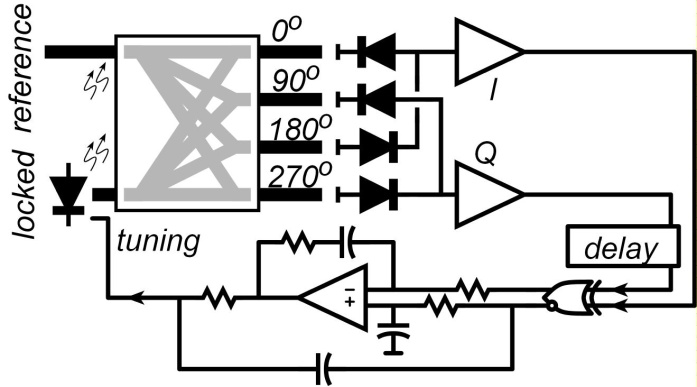 locked reference
0°
90°
180°
270°
I
Q
delay
tuning
−
+